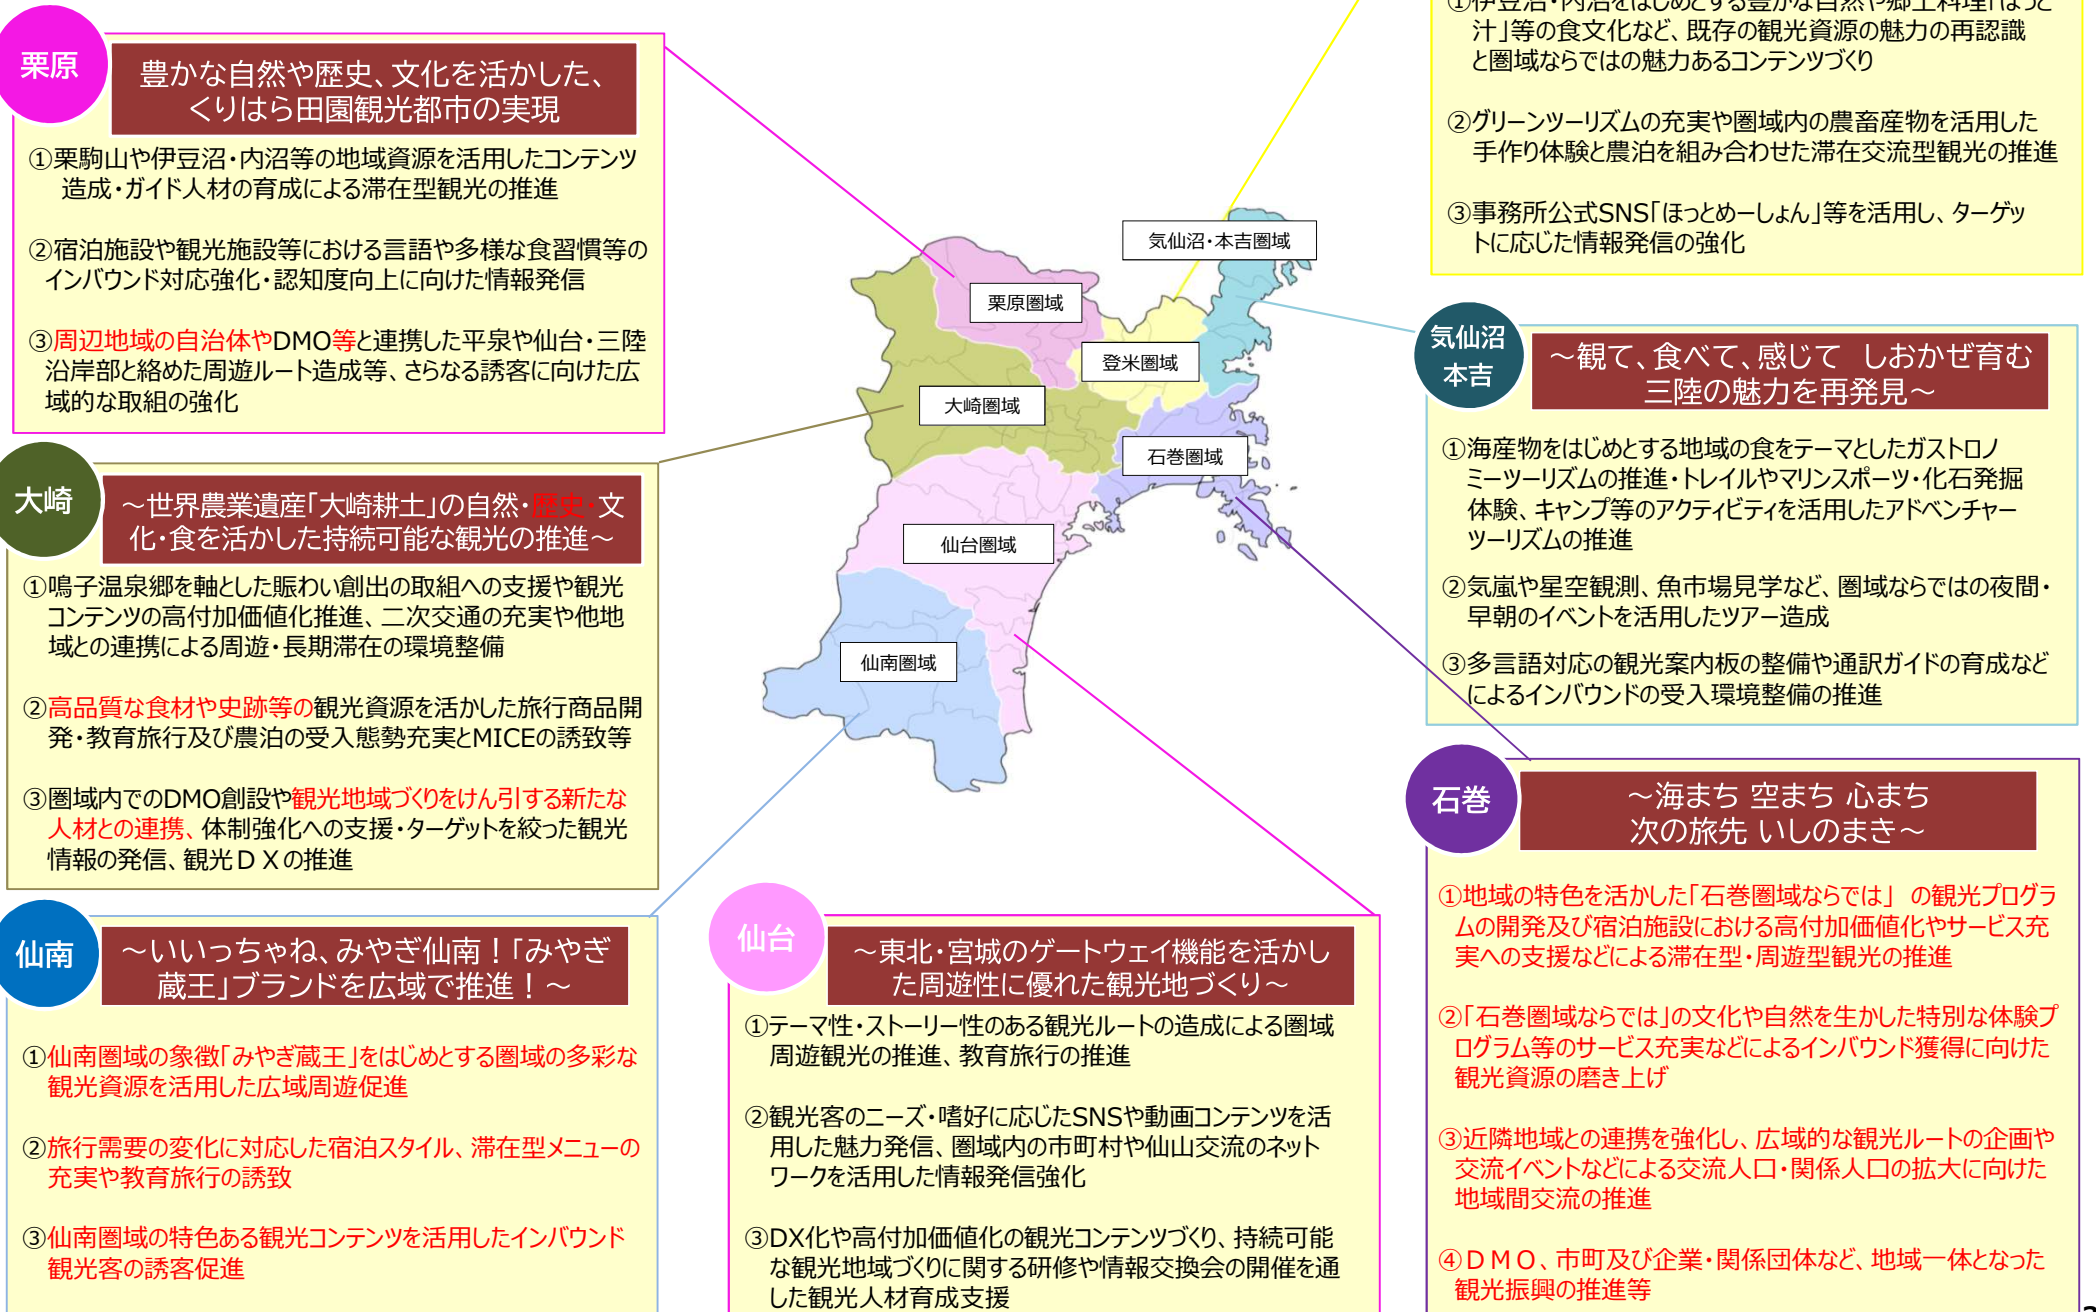 栗原
豊かな自然や歴史、文化を活かした、
くりはら田園観光都市の実現
①栗駒山や伊豆沼・内沼等の地域資源を活用したコンテンツ
造成・ガイド人材の育成による滞在型観光の推進
②宿泊施設や観光施設等における言語や多様な食習慣等の
インバウンド対応強化・認知度向上に向けた情報発信
③周辺地域の自治体やDMO等と連携した平泉や仙台・三陸
沿岸部と絡めた周遊ルート造成等、さらなる誘客に向けた広
域的な取組の強化
大崎
～世界農業遺産「大崎耕土」の自然・歴史・文
化・食を活かした持続可能な観光の推進～
①鳴子温泉郷を軸とした賑わい創出の取組への支援や観光
コンテンツの高付加価値化推進、二次交通の充実や他地
域との連携による周遊・長期滞在の環境整備
②高品質な食材や史跡等の観光資源を活かした旅行商品開
発・教育旅行及び農泊の受入態勢充実とMICEの誘致等
③圏域内でのDMO創設や観光地域づくりをけん引する新たな
人材との連携、体制強化への支援・ターゲットを絞った観光
情報の発信、観光ＤＸの推進
仙南
～いいっちゃね、みやぎ仙南！「みやぎ
蔵王」ブランドを広域で推進！～
①仙南圏域の象徴「みやぎ蔵王」をはじめとする圏域の多彩な
観光資源を活用した広域周遊促進
②旅行需要の変化に対応した宿泊スタイル、滞在型メニューの
充実や教育旅行の誘致
③仙南圏域の特色ある観光コンテンツを活用したインバウンド
観光客の誘客促進
気仙沼・本吉圏域
栗原圏域
登米圏域
大崎圏域
石巻圏域
仙台圏域
仙南圏域
仙台
～東北・宮城のゲートウェイ機能を活かし
た周遊性に優れた観光地づくり～
①テーマ性・ストーリー性のある観光ルートの造成による圏域
周遊観光の推進、教育旅行の推進
②観光客のニーズ・嗜好に応じたSNSや動画コンテンツを活
用した魅力発信、圏域内の市町村や仙山交流のネット
ワークを活用した情報発信強化
③DX化や高付加価値化の観光コンテンツづくり、持続可能
な観光地域づくりに関する研修や情報交換会の開催を通
した観光人材育成支援
①伊豆沼・内沼をはじめとする豊かな自然や郷土料理「はっと
汁」等の食文化など、既存の観光資源の魅力の再認識
と圏域ならではの魅力あるコンテンツづくり
②グリーンツーリズムの充実や圏域内の農畜産物を活用した
手作り体験と農泊を組み合わせた滞在交流型観光の推進
③事務所公式SNS「ほっとめーしょん」等を活用し、ターゲッ
トに応じた情報発信の強化
気仙沼
本吉
～観て、食べて、感じて　しおかぜ育む
三陸の魅力を再発見～
①海産物をはじめとする地域の食をテーマとしたガストロノ
ミーツーリズムの推進・トレイルやマリンスポーツ・化石発掘
体験、キャンプ等のアクティビティを活用したアドベンチャー
ツーリズムの推進
②気嵐や星空観測、魚市場見学など、圏域ならではの夜間・
早朝のイベントを活用したツアー造成
③多言語対応の観光案内板の整備や通訳ガイドの育成など
によるインバウンドの受入環境整備の推進
石巻
～海まち 空まち 心まち
次の旅先 いしのまき～
①地域の特色を活かした「石巻圏域ならでは」 の観光プログラ
ムの開発及び宿泊施設における高付加価値化やサービス充
実への支援などによる滞在型・周遊型観光の推進
②「石巻圏域ならでは」の文化や自然を生かした特別な体験プ
ログラム等のサービス充実などによるインバウンド獲得に向けた
観光資源の磨き上げ
③近隣地域との連携を強化し、広域的な観光ルートの企画や
交流イベントなどによる交流人口・関係人口の拡大に向けた
地域間交流の推進
④ＤＭＯ、市町及び企業・関係団体など、地域一体となった
観光振興の推進等